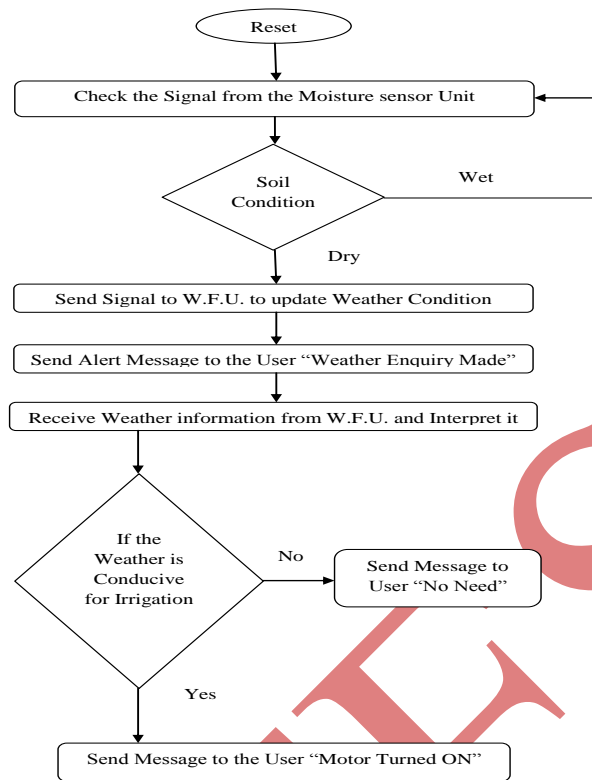 Reset
Check the Signal from the Moisture sensor Unit
Soil
Condition
Wet
Dry
Send Signal to W.F.U. to update Weather Condition
Send Alert Message to the User “Weather Enquiry Made”
Receive Weather information from W.F.U. and Interpret it
If the
Weather is
Conducive
for Irrigation
No
Send Message to
User “No Need”
Yes
Send Message to the User “Motor Turned ON”